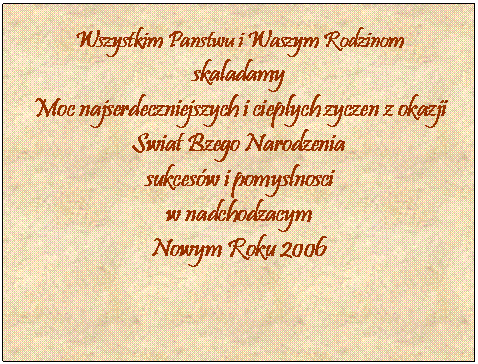 Wszystkim Panstwu i Waszym Rodzinom
skaladamy
Moc najserdeczniejszych i cieplych zyczen z okazji
Swiat Bzego Narodzenia
sukcesów i pomyslnosci
w nadchodzacym
Nowym Roku 2006